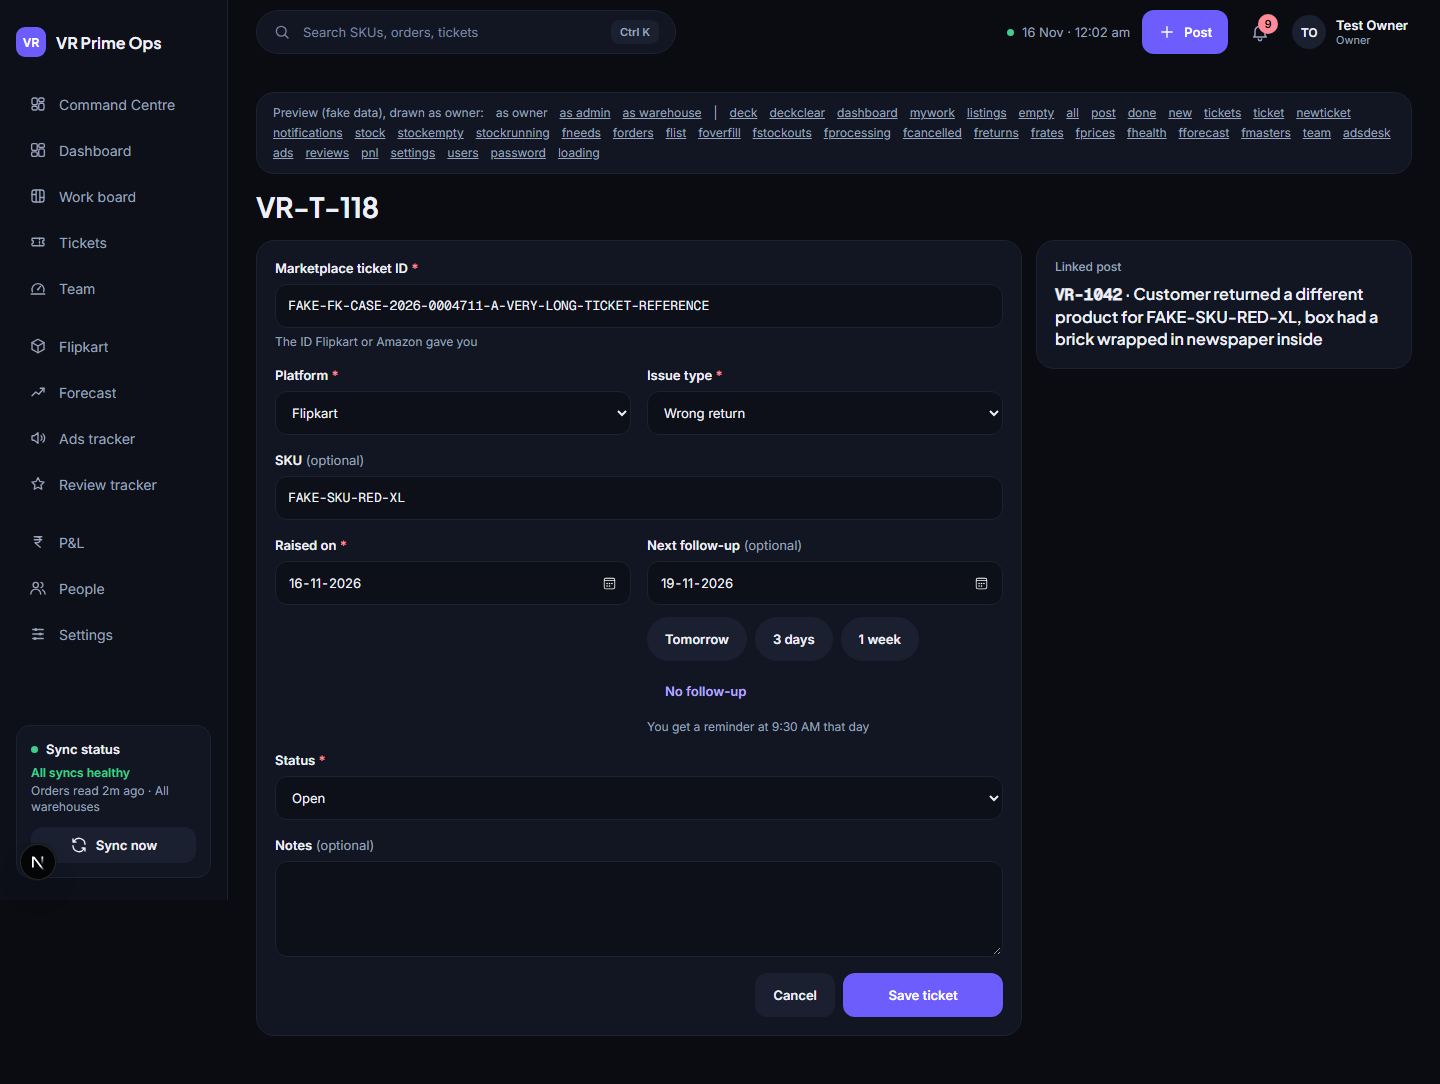 VR VR Prime Ops
Search SKUs, orders, tickets Ctrl K
16 Nov · 12:02 am
+ Post
9
TO Test Owner
Owner
Command Centre
Dashboard
Work board
Tickets
Team
Flipkart
Forecast
Ads tracker
Review tracker
₹ P&L
People
Settings
Sync status
All syncs healthy
Orders read 2m ago · All
warehouses
Sync now
N
Preview (fake data), drawn as owner: as owner as admin as warehouse | deck deckclear dashboard mywork listings empty all post done new tickets ticket newticket
notifications stock stockempty stockrunning fneeds forders flist foverfill fstockouts fprocessing fcancelled freturns frates fprices fhealth fforecast fmasters team adsdesk
ads reviews pnl settings users password loading
VR-T-118
Marketplace ticket ID *
FAKE-FK-CASE-2026-0004711-A-VERY-LONG-TICKET-REFERENCE
The ID Flipkart or Amazon gave you
Platform * Issue type *
Flipkart Wrong return
SKU (optional)
FAKE-SKU-RED-XL
Raised on * Next follow-up (optional)
16-11-2026 19-11-2026
Tomorrow 3 days 1 week
No follow-up
You get a reminder at 9:30 AM that day
Status *
Open
Notes (optional)
Cancel Save ticket
Linked post
VR-1042 · Customer returned a different
product for FAKE-SKU-RED-XL, box had a
brick wrapped in newspaper inside